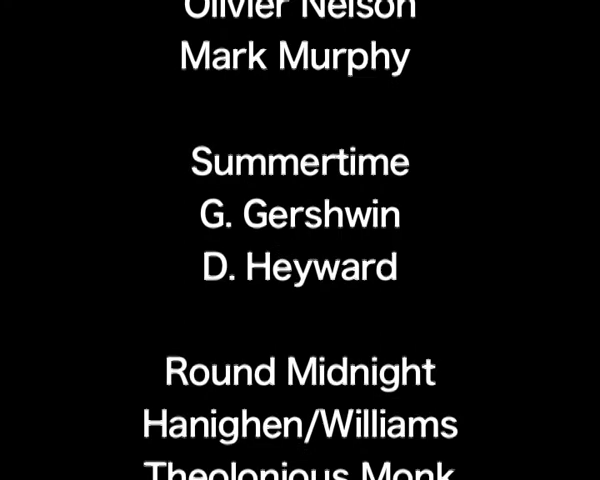 Olivier Nelson
Mark Murphy
Summertime
G. Gershwin
D. Heyward
Round Midnight
Hanighen/Williams
Theolonious Monk